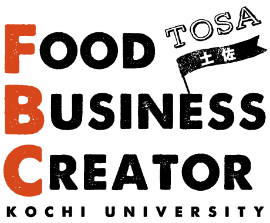 FOOD
TOSA
土佐
BUSINESS
CREATOR
KOCHI UNIVERSITY